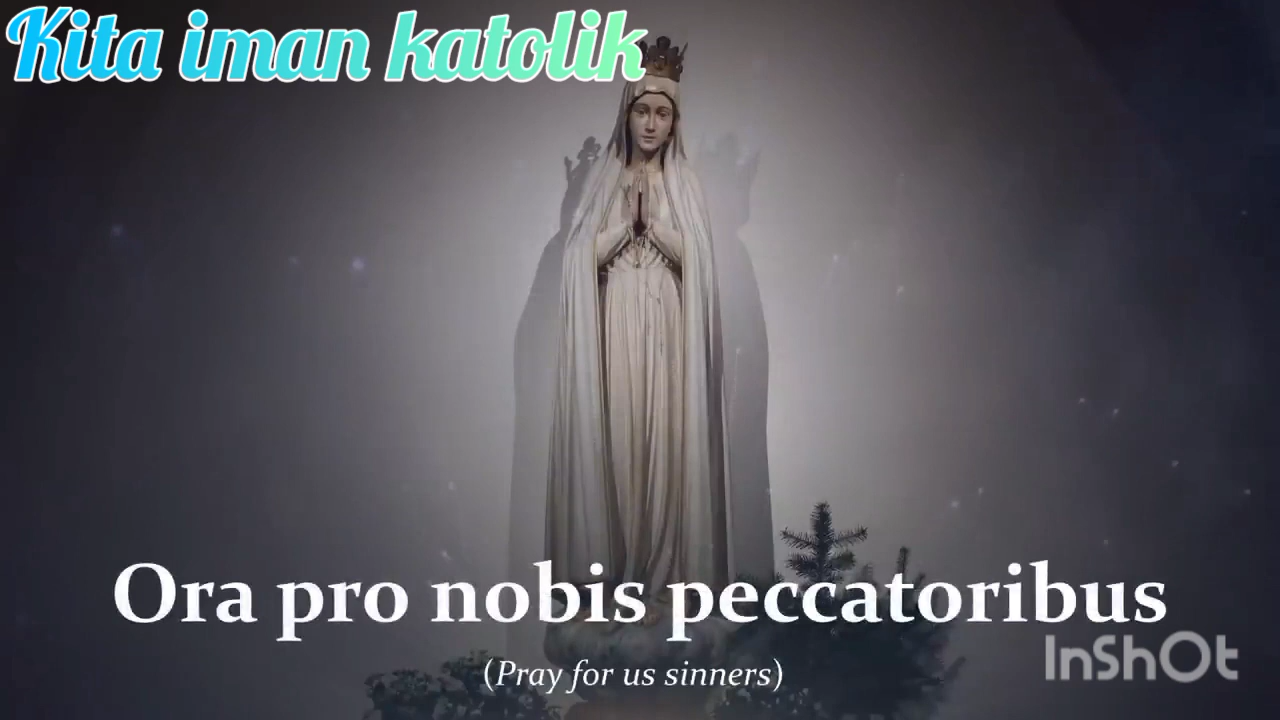 Kita iman katolik
Ora pro nobis peccatoribus
(Pray for us sinners)
InShOt